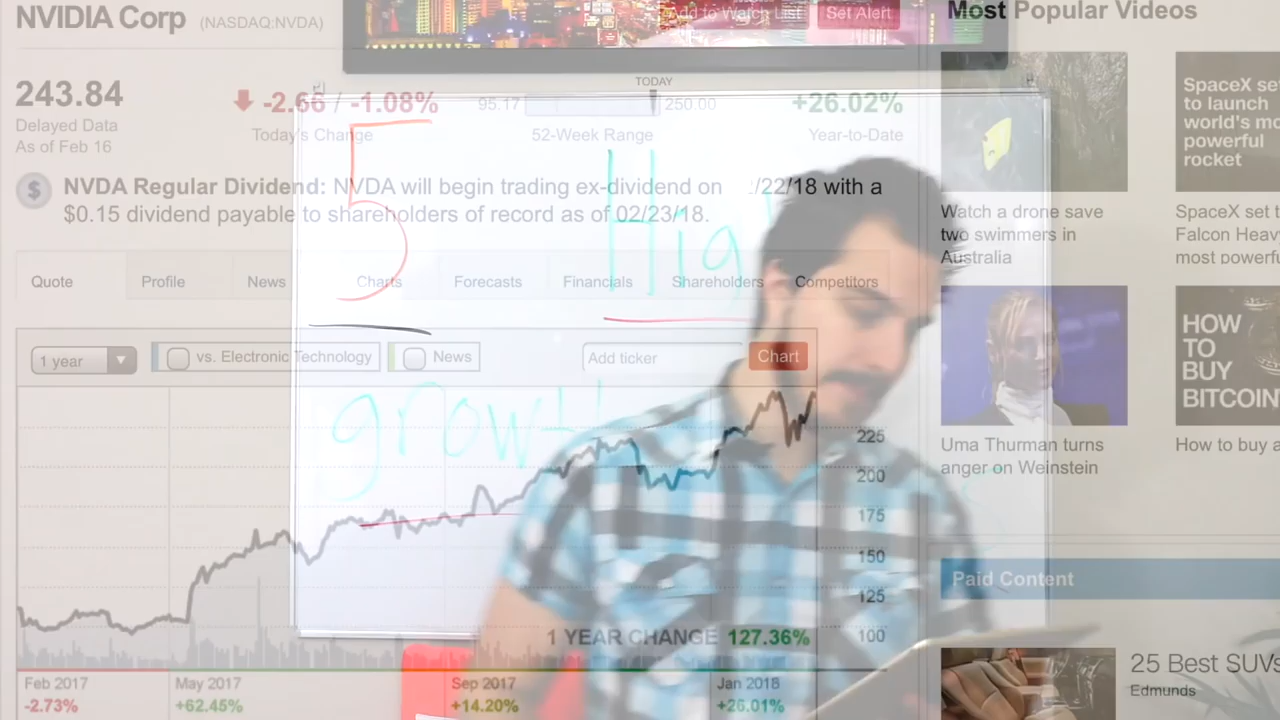 NVIDIA Corp (NASDAQ:NVDA)
Add to Watch List
Set Alert
Most Popular Videos
TODAY
243.84
-2.66 / -1.08%
95.17
250.00
+26.02%
Delayed Data
As of Feb 16
Today's Change
52-Week Range
Year-to-Date
SpaceX se
to launch
world's mo
powerful
rocket
5
High
NVDA Regular Dividend: NVDA will begin trading ex-dividend on /22/18 with a
$0.15 dividend payable to shareholders of record as of 02/23/18.
Watch a drone save
two swimmers in
Australia
SpaceX set t
Falcon Heav
most powerfu
Quote
Profile
News
Charts
Forecasts
Financials
Shareholders
Competitors
1 year
vs. Electronic Technology
News
Add ticker
Chart
HOW
TO
BUY
BITCOIN
growth
225
200
175
150
125
100
Uma Thurman turns
anger on Weinstein
How to buy a
Paid Content
1 YEAR CHANGE 127.36%
25 Best SUVs
Edmunds
Feb 2017
-2.73%
May 2017
+62.45%
Sep 2017
+14.20%
Jan 2018
+26.01%